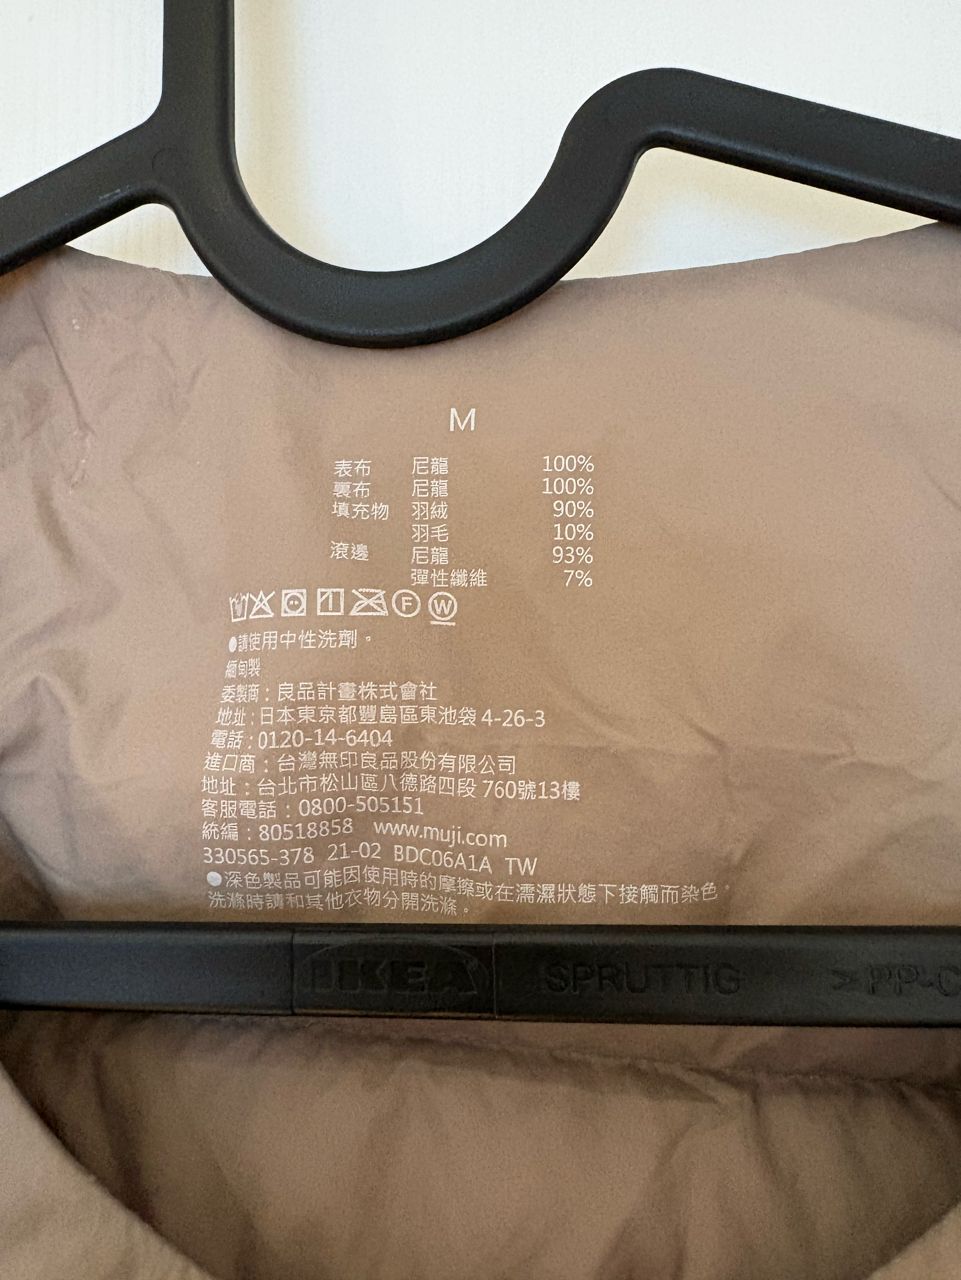 M
表布 尼龍 100%
裏布 尼龍 100%
填充物 羽絨 90%
羽毛 10%
滾邊 尼龍 93%
彈性纖維 7%
F W
●請使用中性洗劑。
緬甸製
委製商：良品計畫株式會社
地址：日本東京都豐島區東池袋 4-26-3
電話：0120-14-6404
進口商：台灣無印良品股份有限公司
地址：台北市松山區八德路四段 760號13樓
客服電話：0800-505151
統編：80518858 www.muji.com
330565-378 21-02 BDC06A1A TW
●深色製品可能因使用時的摩擦或在濡濕狀態下接觸而染色。
洗滌時請和其他衣物分開洗滌。
IKEA SPRUTTIG >PP-C